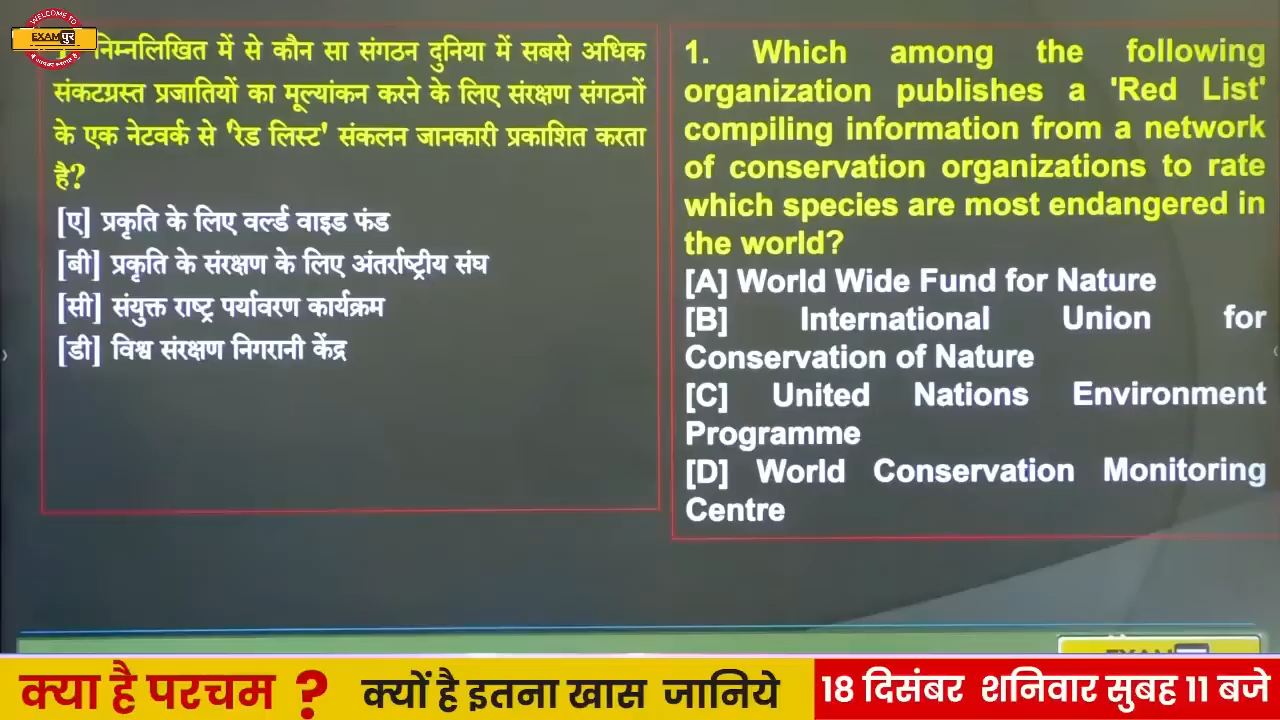 WELCOME TO
EXAM पुर
निम्नलिखित में से कौन सा संगठन दुनिया में सबसे अधिक
संकटग्रस्त प्रजातियों का मूल्यांकन करने के लिए संरक्षण संगठनों
के एक नेटवर्क से 'रेड लिस्ट' संकलन जानकारी प्रकाशित करता
है?
[ए] प्रकृति के लिए वर्ल्ड वाइड फंड
[बी] प्रकृति के संरक्षण के लिए अंतर्राष्ट्रीय संघ
[सी] संयुक्त राष्ट्र पर्यावरण कार्यक्रम
[डी] विश्व संरक्षण निगरानी केंद्र
1. Which among the following
organization publishes a 'Red List'
compiling information from a network
of conservation organizations to rate
which species are most endangered in
the world?
[A] World Wide Fund for Nature
[B] International Union for
Conservation of Nature
[C] United Nations Environment
Programme
[D] World Conservation Monitoring
Centre
क्या है परचम ? क्यों है इतना खास जानिये 18 दिसंबर शनिवार सुबह 11 बजे